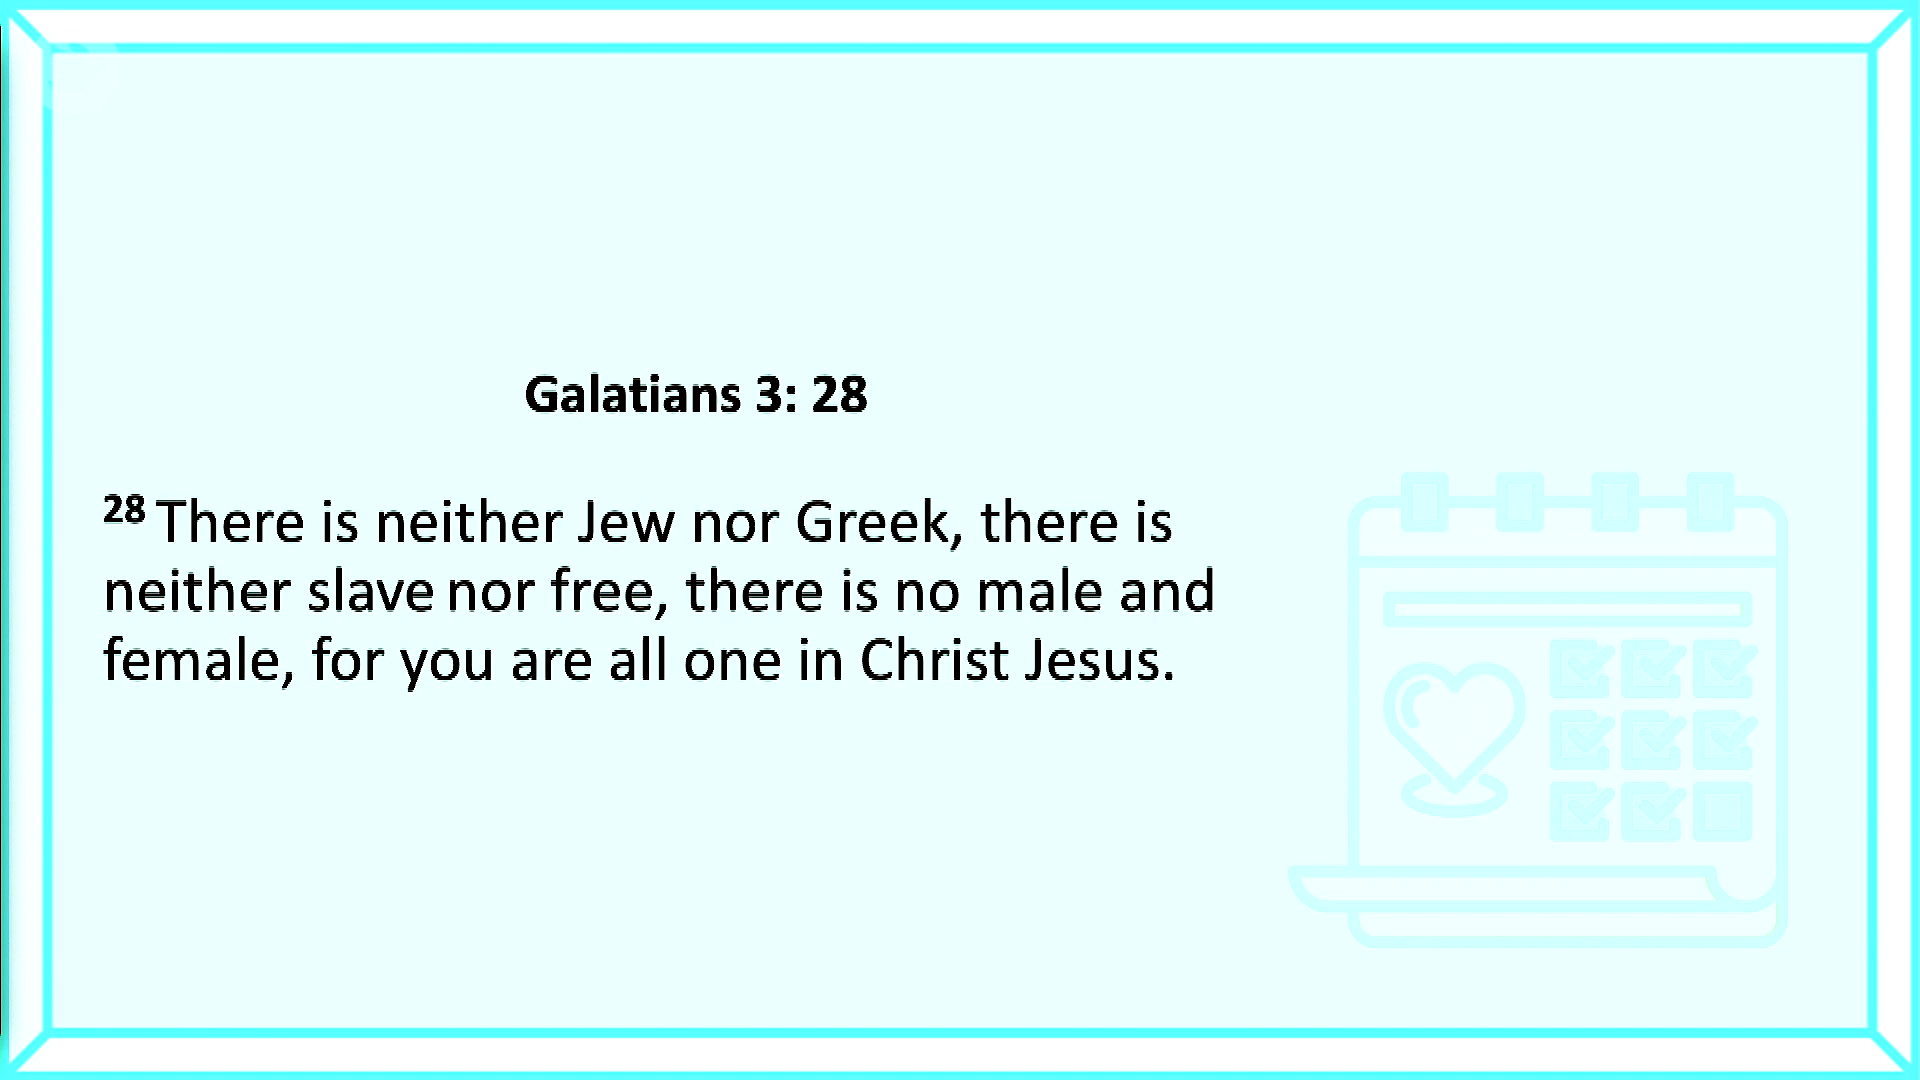 Galatians 3: 28
28 There is neither Jew nor Greek, there is
neither slave nor free, there is no male and
female, for you are all one in Christ Jesus.